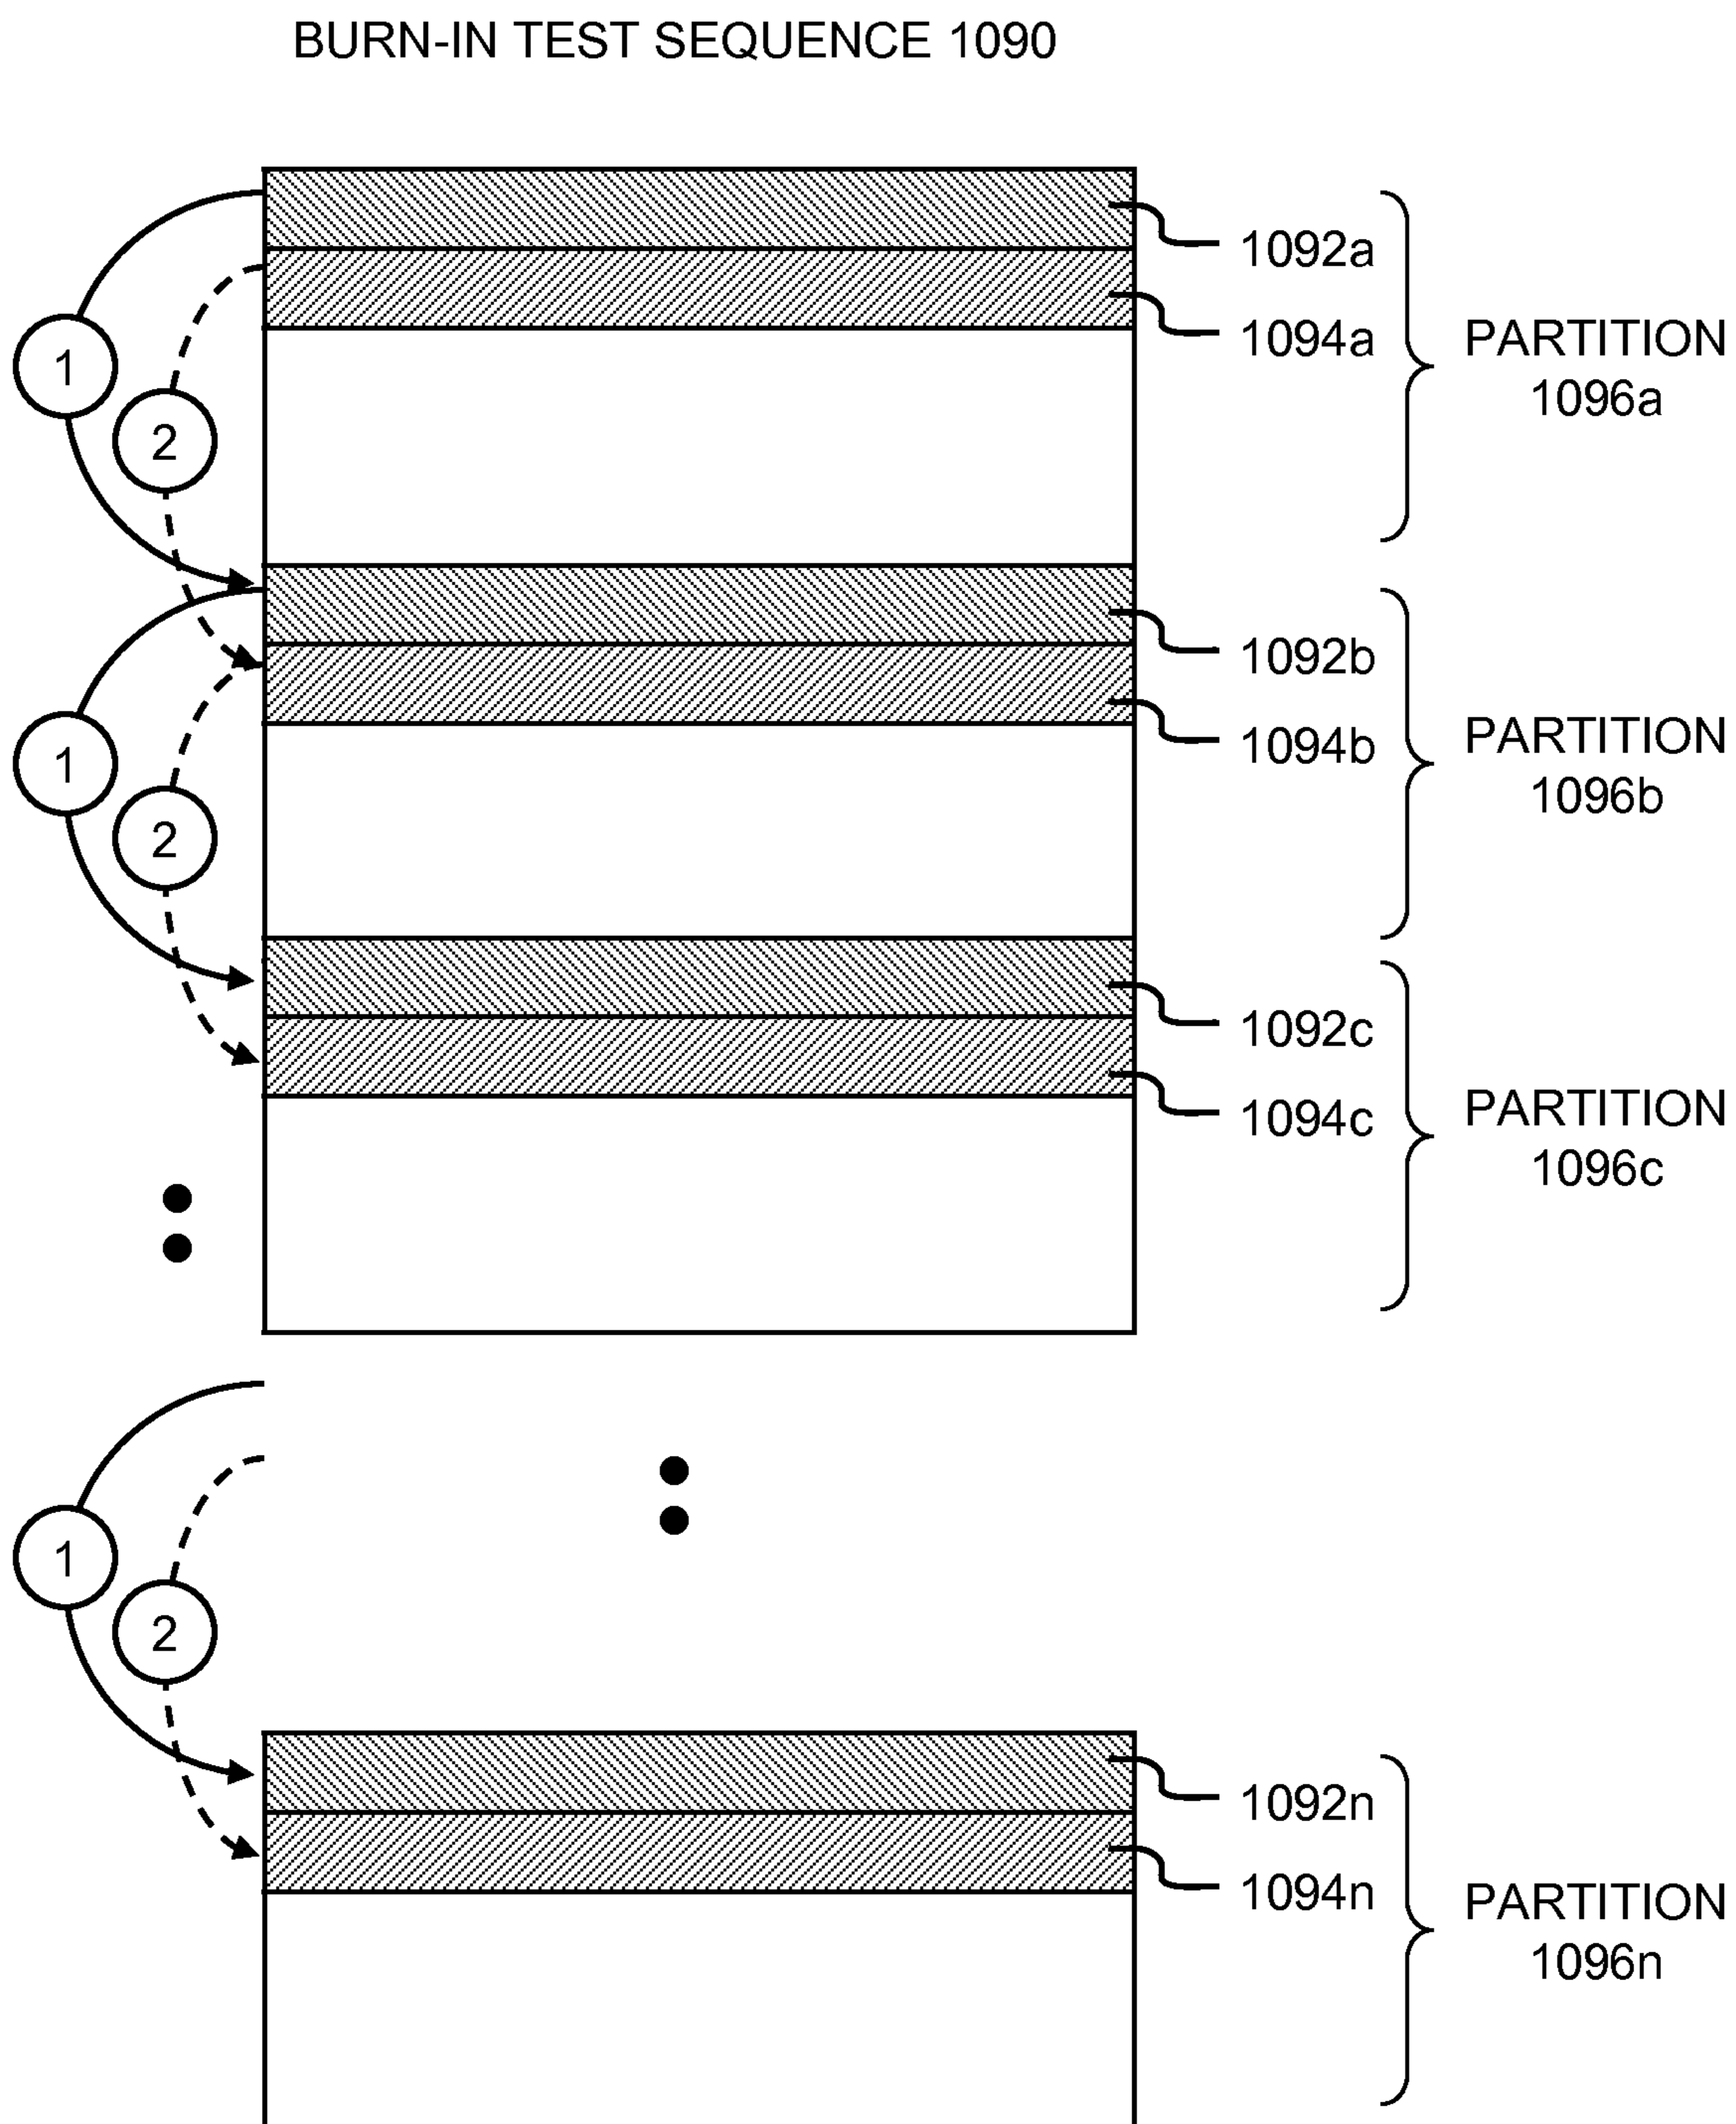 BURN-IN TEST SEQUENCE 1090
1092a
1094a
PARTITION
1096a
1
2
1092b
1094b
PARTITION
1096b
1
2
1092c
1094c
PARTITION
1096c
1
2
1092n
1094n
PARTITION
1096n